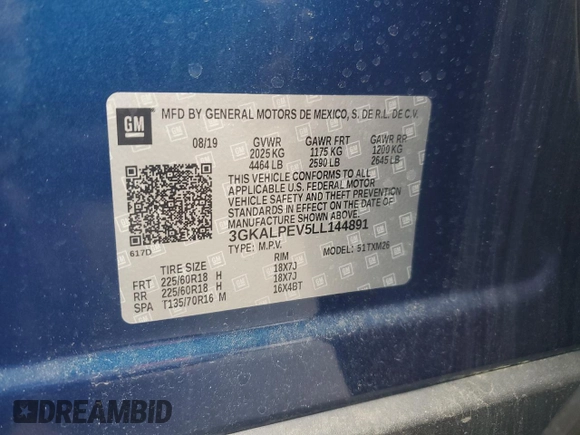 GM
MFD BY GENERAL MOTORS DE MEXICO, S. DE R.L. DE C.V.
08/19 GVWR GAWR FRT GAWR RR
2025 KG 1175 KG 1200 KG
4464 LB 2590 LB 2645 LB
THIS VEHICLE CONFORMS TO ALL
APPLICABLE U.S. FEDERAL MOTOR
VEHICLE SAFETY, BUMPER, AND THEFT
PREVENTION STANDARDS IN EFFECT ON
THE DATE OF MANUFACTURE SHOWN ABOVE.
3GKALPEV5LL144891
617D TYPE: M.P.V. MODEL: 51TXM26
TIRE SIZE RIM
FRT 225/60R18 H 18X7J
RR 225/60R18 H 18X7J
SPA T135/70R16 M 16X4BT
DREAMBID